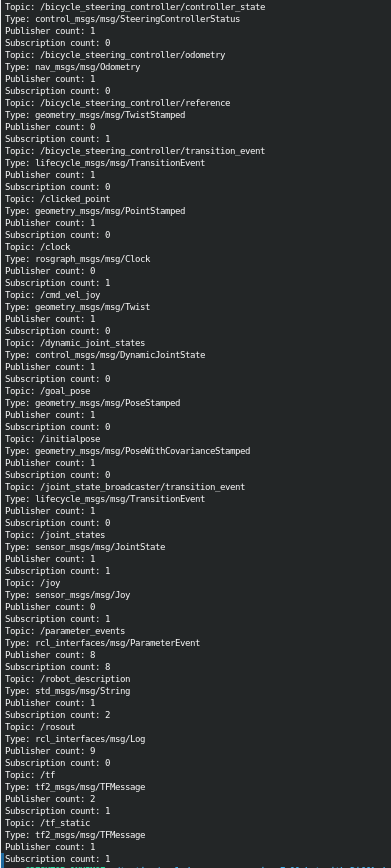 Topic: /bicycle_steering_controller/controller_state
Type: control_msgs/msg/SteeringControllerStatus
Publisher count: 1
Subscription count: 0
Topic: /bicycle_steering_controller/odometry
Type: nav_msgs/msg/Odometry
Publisher count: 1
Subscription count: 0
Topic: /bicycle_steering_controller/reference
Type: geometry_msgs/msg/TwistStamped
Publisher count: 0
Subscription count: 1
Topic: /bicycle_steering_controller/transition_event
Type: lifecycle_msgs/msg/TransitionEvent
Publisher count: 1
Subscription count: 0
Topic: /clicked_point
Type: geometry_msgs/msg/PointStamped
Publisher count: 1
Subscription count: 0
Topic: /clock
Type: rosgraph_msgs/msg/Clock
Publisher count: 0
Subscription count: 1
Topic: /cmd_vel_joy
Type: geometry_msgs/msg/Twist
Publisher count: 1
Subscription count: 0
Topic: /dynamic_joint_states
Type: control_msgs/msg/DynamicJointState
Publisher count: 1
Subscription count: 0
Topic: /goal_pose
Type: geometry_msgs/msg/PoseStamped
Publisher count: 1
Subscription count: 0
Topic: /initialpose
Type: geometry_msgs/msg/PoseWithCovarianceStamped
Publisher count: 1
Subscription count: 0
Topic: /joint_state_broadcaster/transition_event
Type: lifecycle_msgs/msg/TransitionEvent
Publisher count: 1
Subscription count: 0
Topic: /joint_states
Type: sensor_msgs/msg/JointState
Publisher count: 1
Subscription count: 1
Topic: /joy
Type: sensor_msgs/msg/Joy
Publisher count: 0
Subscription count: 1
Topic: /parameter_events
Type: rcl_interfaces/msg/ParameterEvent
Publisher count: 8
Subscription count: 8
Topic: /robot_description
Type: std_msgs/msg/String
Publisher count: 1
Subscription count: 2
Topic: /rosout
Type: rcl_interfaces/msg/Log
Publisher count: 9
Subscription count: 0
Topic: /tf
Type: tf2_msgs/msg/TFMessage
Publisher count: 2
Subscription count: 1
Topic: /tf_static
Type: tf2_msgs/msg/TFMessage
Publisher count: 1
Subscription count: 1